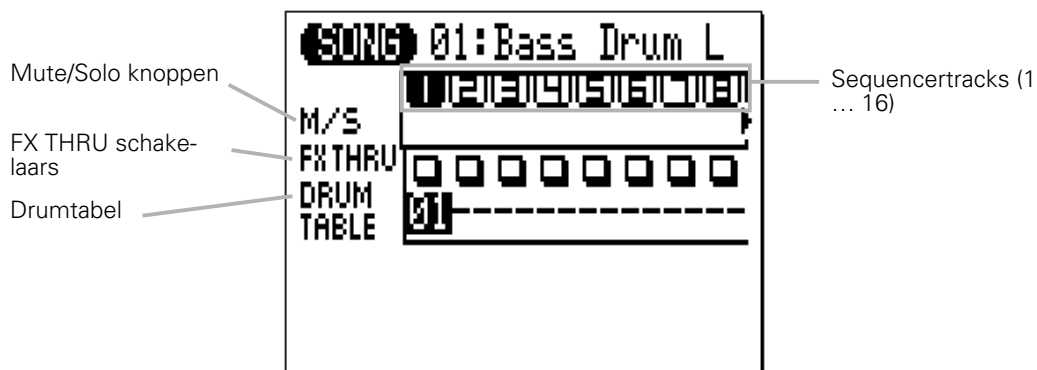 SONG 01:Bass Drum L
Mute/Solo knoppen
Sequencertracks (1
… 16)
1 2 3 4 5 6 7 8
M/S
FX THRU schake-
laars
FX THRU
Drumtabel
DRUM
TABLE
01--------------